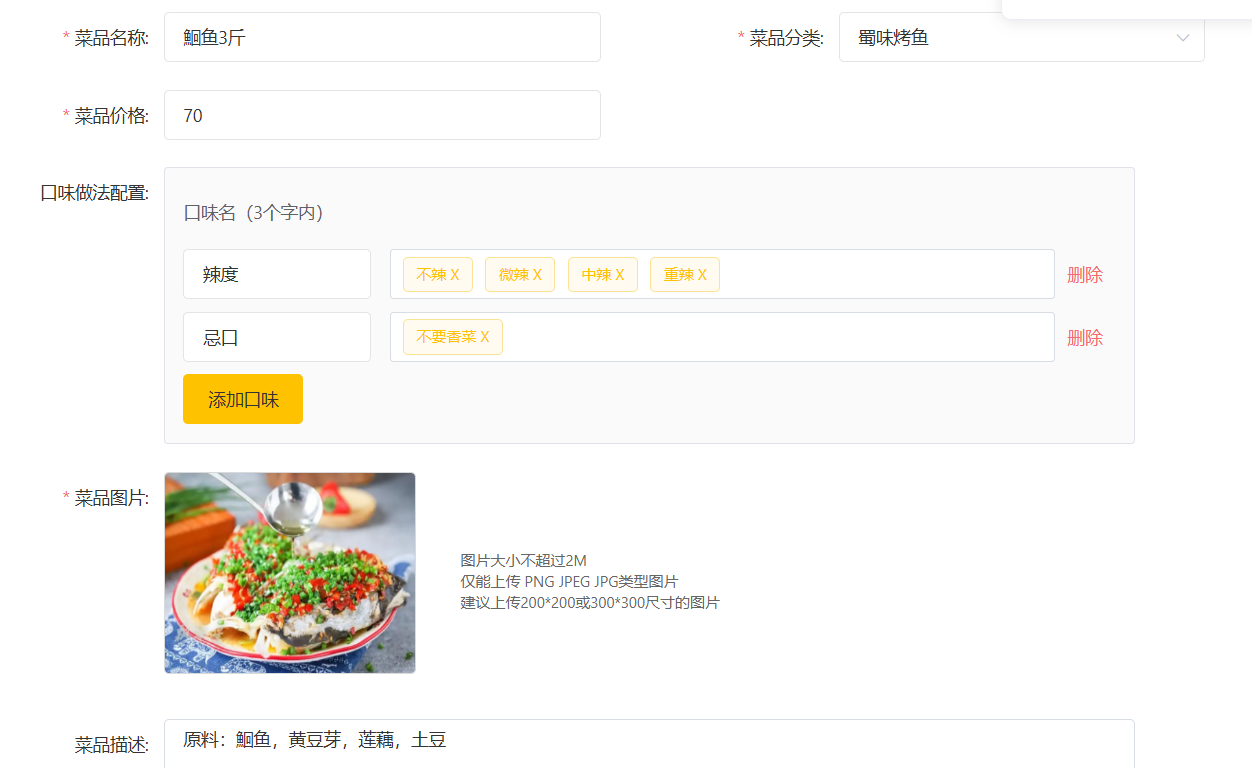 * 菜品名称: 鮰鱼3斤 * 菜品分类: 蜀味烤鱼
* 菜品价格: 70
口味做法配置:
口味名（3个字内）
辣度 不辣 X 微辣 X 中辣 X 重辣 X 删除
忌口 不要香菜 X 删除
添加口味
* 菜品图片:
图片大小不超过2M
仅能上传 PNG JPEG JPG类型图片
建议上传200*200或300*300尺寸的图片
菜品描述: 原料：鮰鱼，黄豆芽，莲藕，土豆